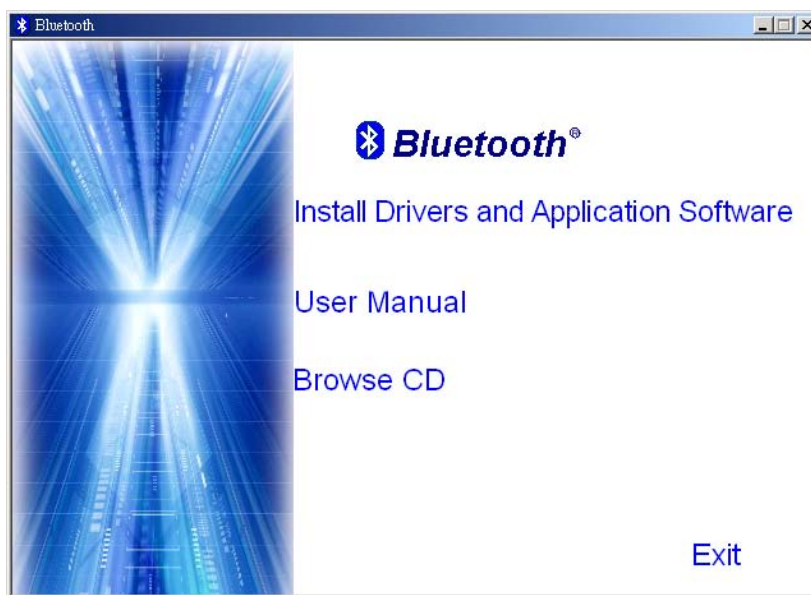 Bluetooth
Bluetooth®
Install Drivers and Application Software
User Manual
Browse CD
Exit